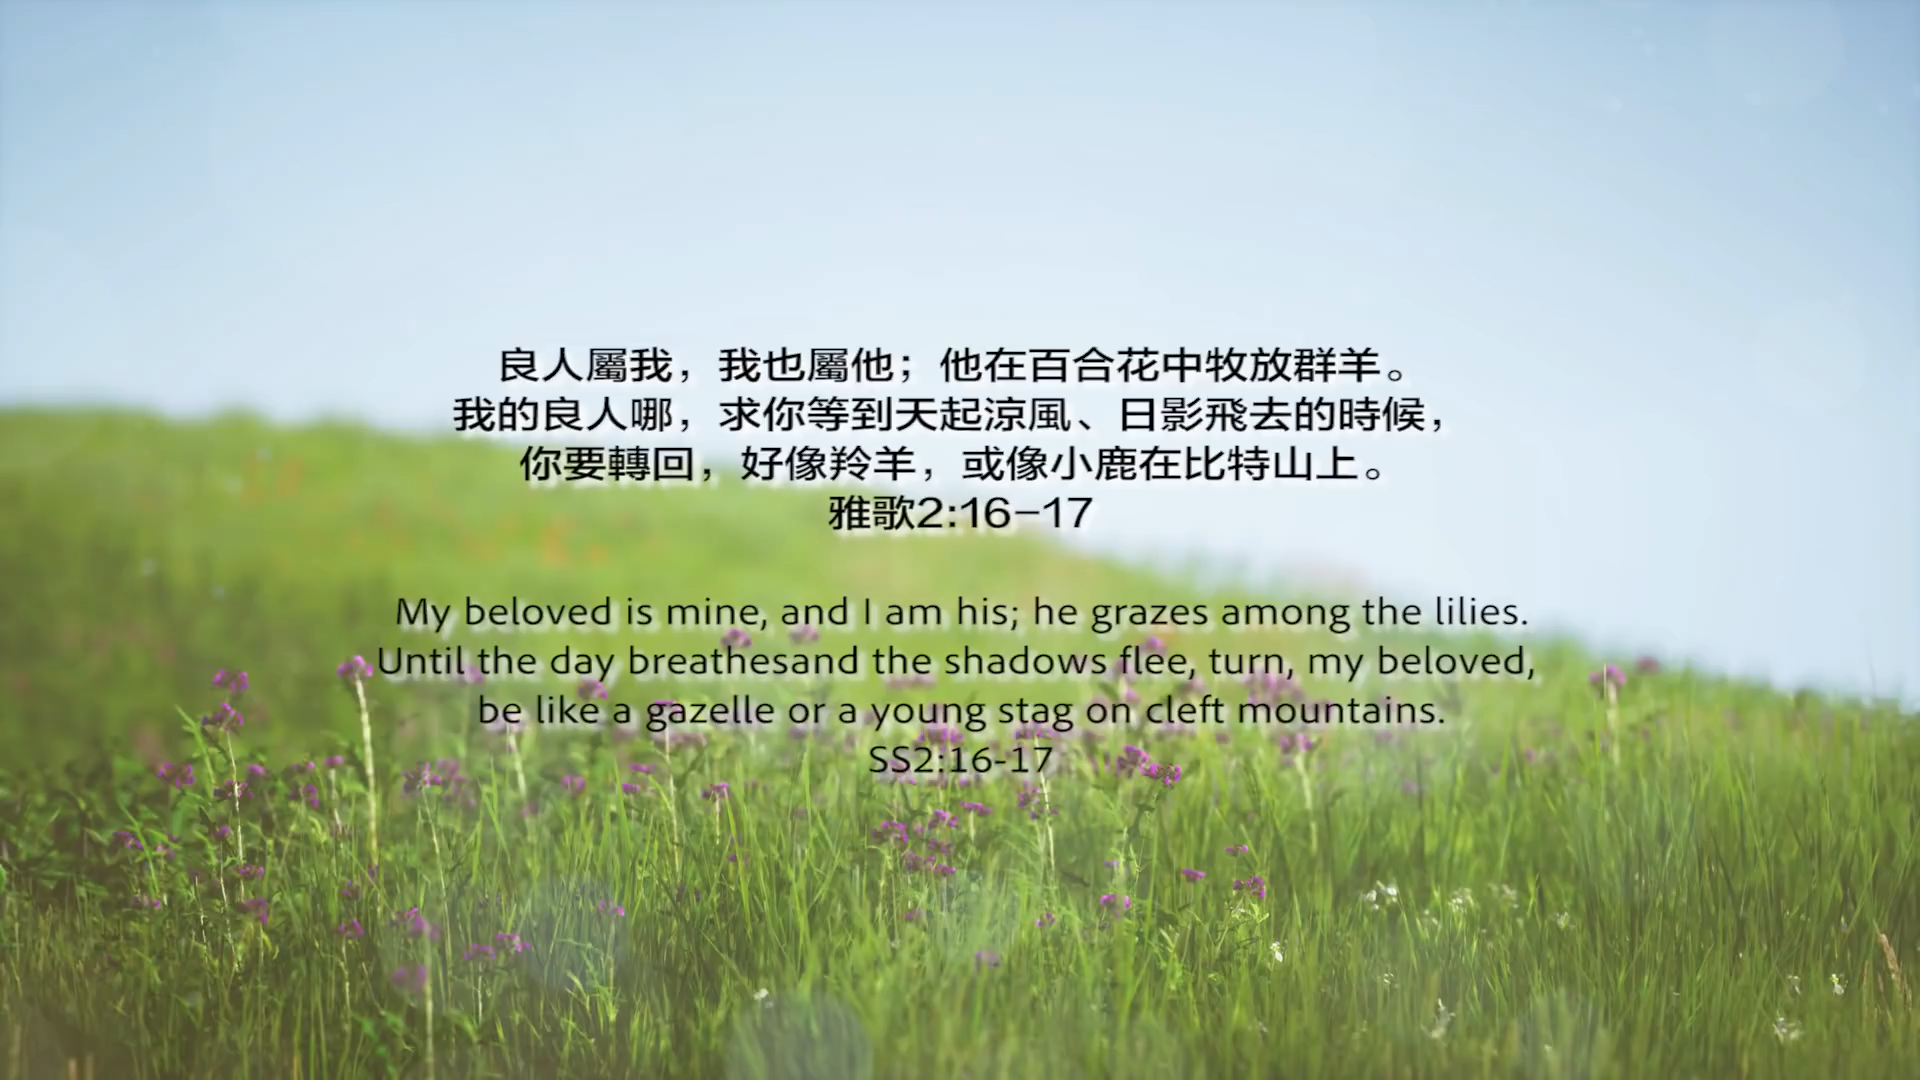 良人屬我，我也屬他；他在百合花中牧放群羊。
我的良人哪，求你等到天起涼風、日影飛去的時候，
你要轉回，好像羚羊，或像小鹿在比特山上。
雅歌2:16-17
My beloved is mine, and I am his; he grazes among the lilies.
Until the day breathesand the shadows flee, turn, my beloved,
be like a gazelle or a young stag on cleft mountains.
SS2:16-17